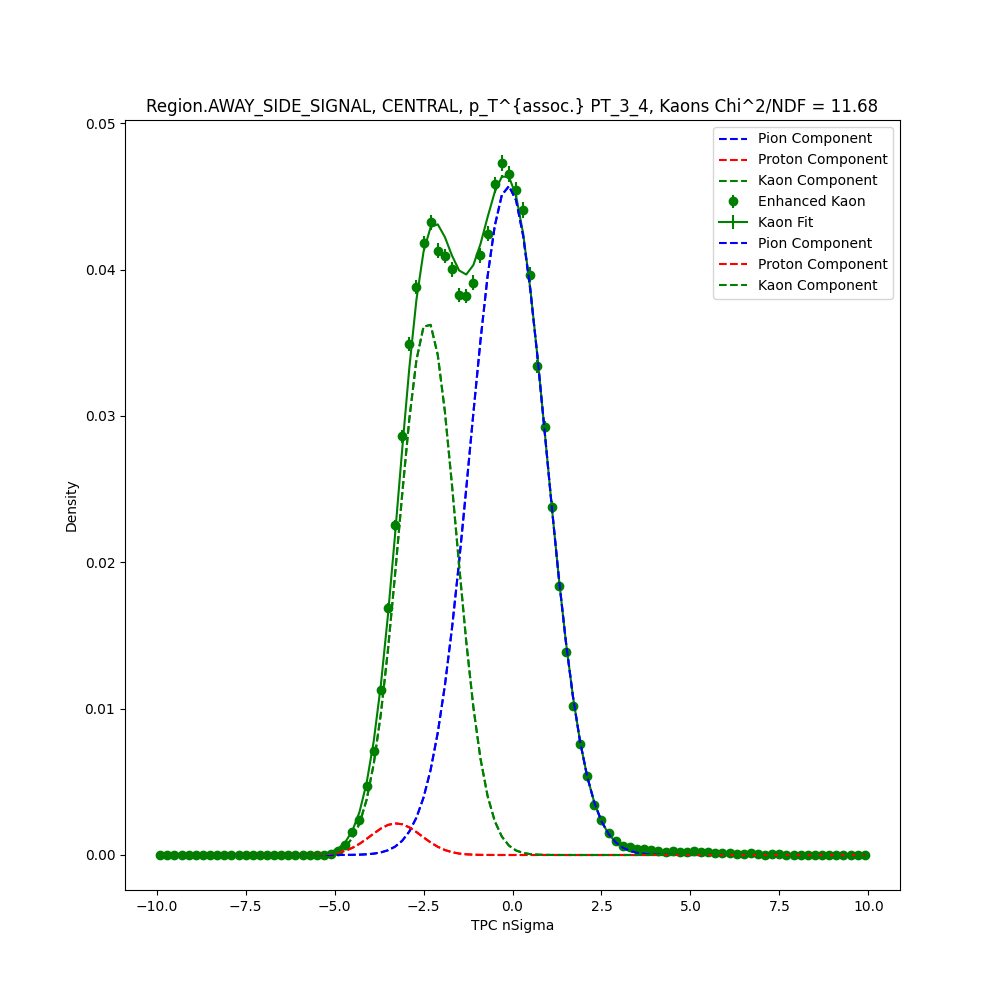 Region.AWAY_SIDE_SIGNAL, CENTRAL, p_T^{assoc.} PT_3_4, Kaons Chi^2/NDF = 11.68
Pion Component
Proton Component
Kaon Component
Enhanced Kaon
Kaon Fit
Pion Component
Proton Component
Kaon Component
0.05
0.04
0.03
0.02
0.01
0.00
Density
−10.0
−7.5
−5.0
−2.5
0.0
2.5
5.0
7.5
10.0
TPC nSigma